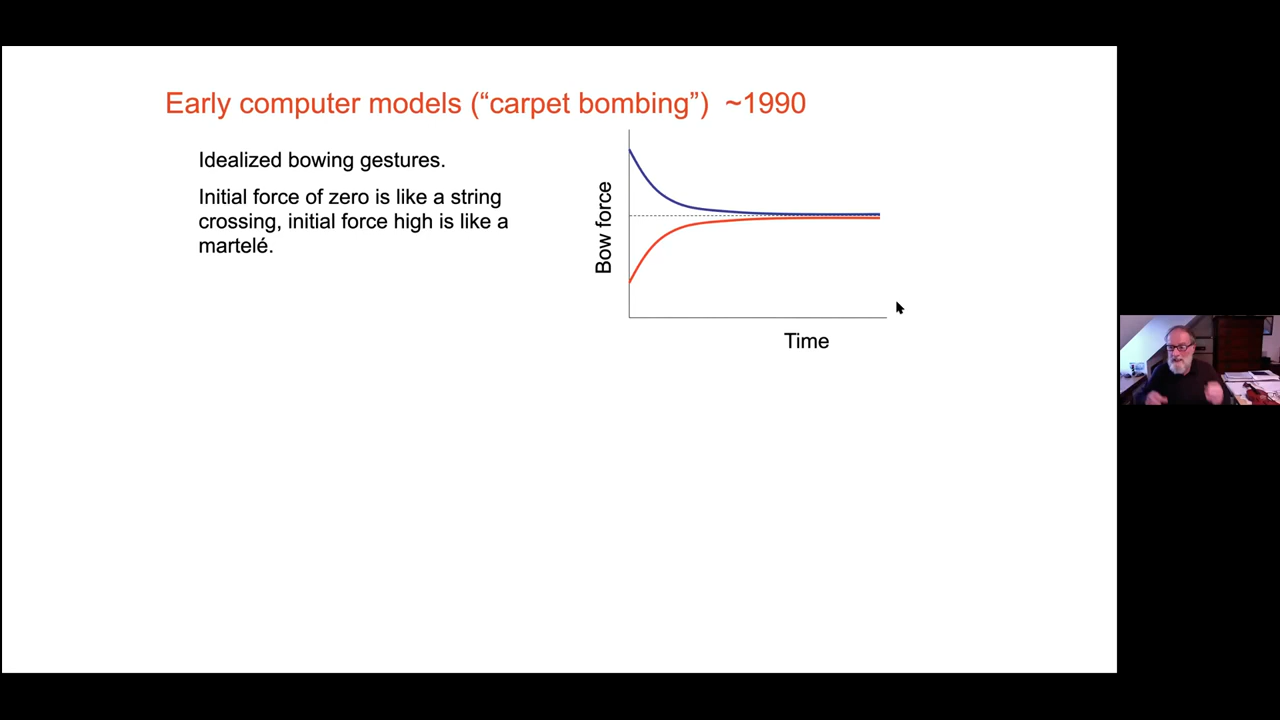 Early computer models (“carpet bombing”) ~1990
Idealized bowing gestures.
Initial force of zero is like a string
crossing, initial force high is like a
martelé.
Bow force
Time